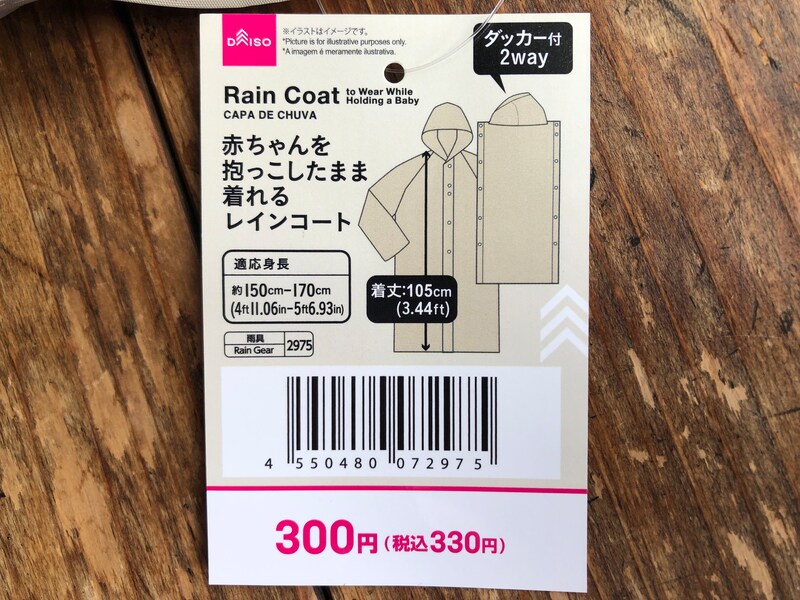 DAISO
※イラストはイメージです。
*Picture is for illustrative purposes only.
*A imagem é meramente ilustrativa.
ダッカー付
2way
Rain Coat to Wear While Holding a Baby
CAPA DE CHUVA
赤ちゃんを
抱っこしたまま
着れる
レインコート
適応身長
約150cm-170cm
(4ft11.06in-5ft6.93in)
着丈:105cm
(3.44ft)
雨具
Rain Gear 2975
4 550480 072975
300円(税込330円)